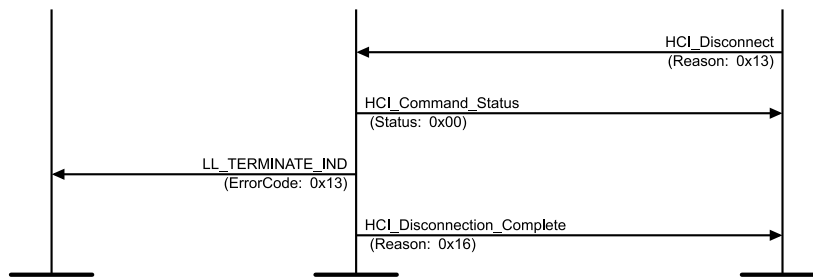 HCI_Disconnect
(Reason: 0x13)
HCI_Command_Status
(Status: 0x00)
LL_TERMINATE_IND
(ErrorCode: 0x13)
HCI_Disconnection_Complete
(Reason: 0x16)